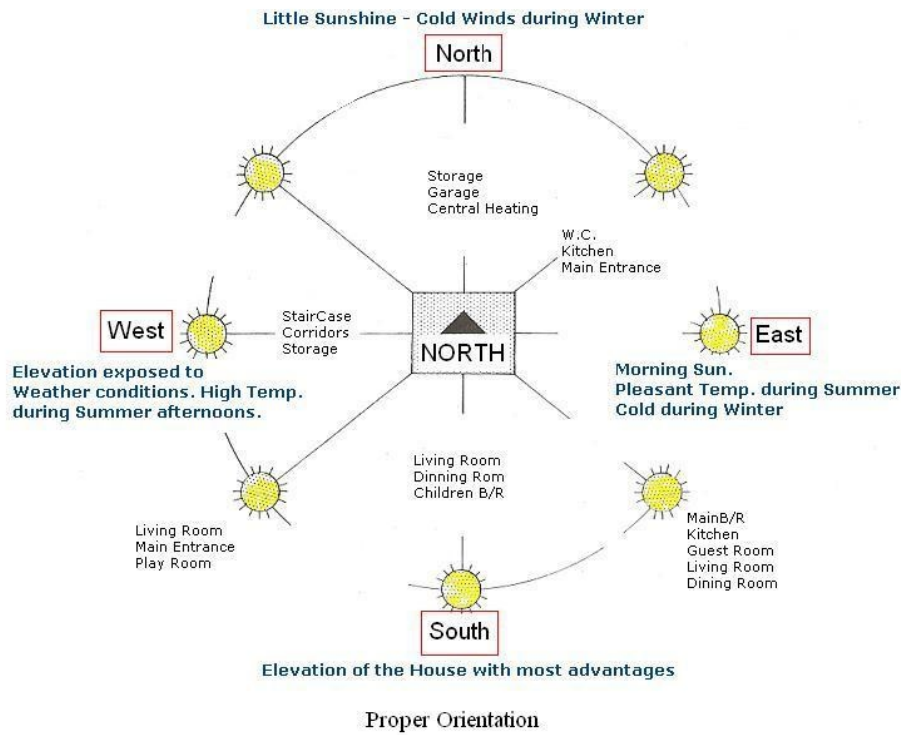 Little Sunshine - Cold Winds during Winter
North
Storage
Garage
Central Heating
W.C.
Kitchen
Main Entrance
West
StairCase
Corridors
Storage
NORTH
East
Elevation exposed to
Weather conditions. High Temp.
during Summer afternoons.
Morning Sun.
Pleasant Temp. during Summer
Cold during Winter
Living Room
Dinning Rom
Children B/R
Living Room
Main Entrance
Play Room
MainB/R
Kitchen
Guest Room
Living Room
Dining Room
South
Elevation of the House with most advantages
Proper Orientation